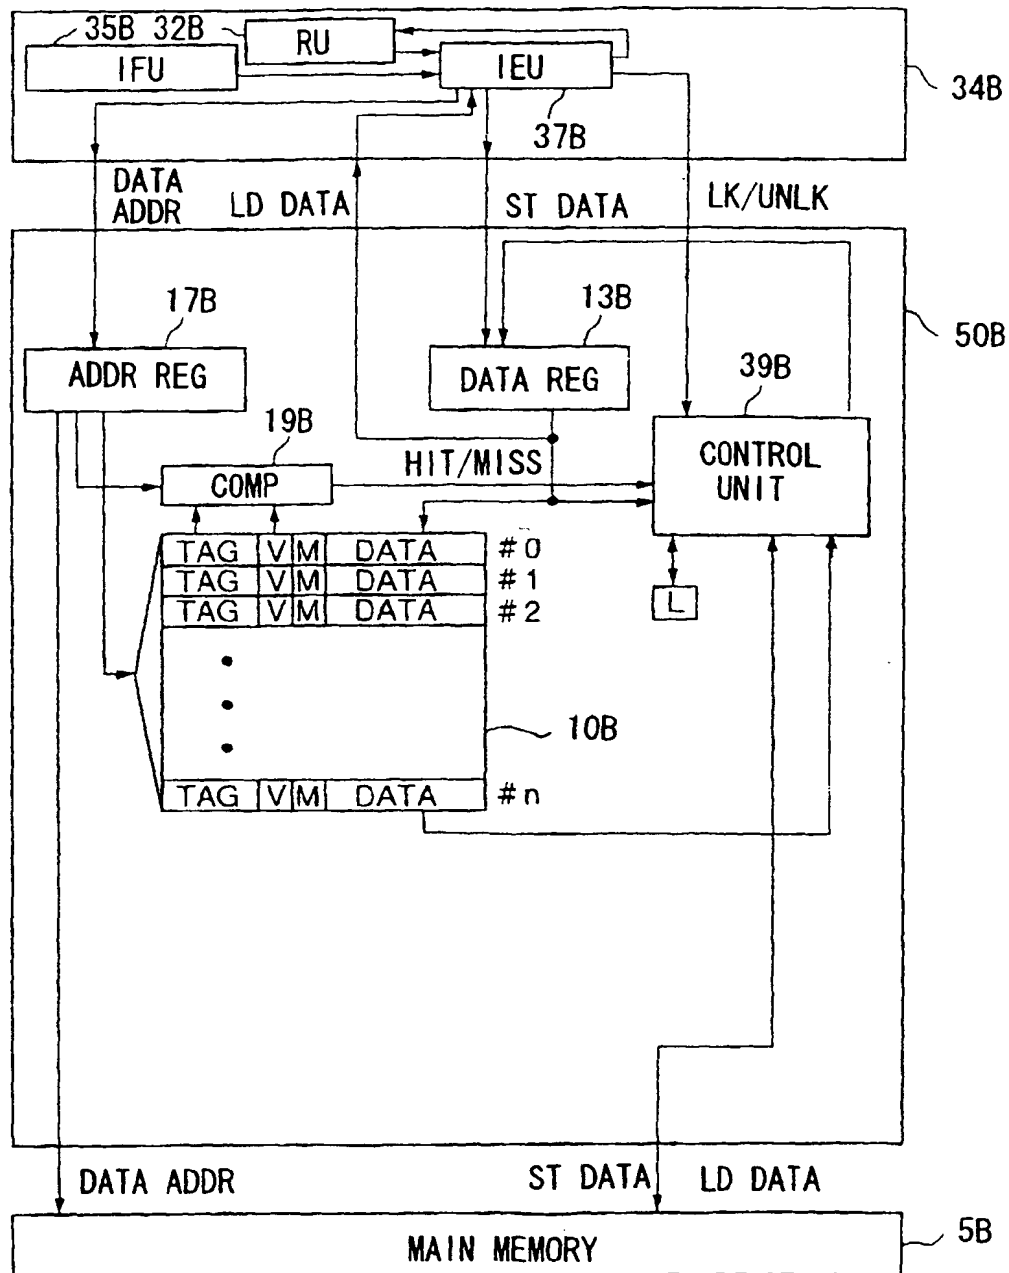 35B 32B
RU
IFU
IEU
34B
37B
DATA
ADDR
LD DATA
ST DATA
LK/UNLK
17B
13B
50B
ADDR REG
DATA REG
39B
19B
HIT/MISS
CONTROL
UNIT
COMP
TAG V M DATA #0
TAG V M DATA #1
TAG V M DATA #2
L
10B
TAG V M DATA #n
DATA ADDR
ST DATA
LD DATA
MAIN MEMORY
5B